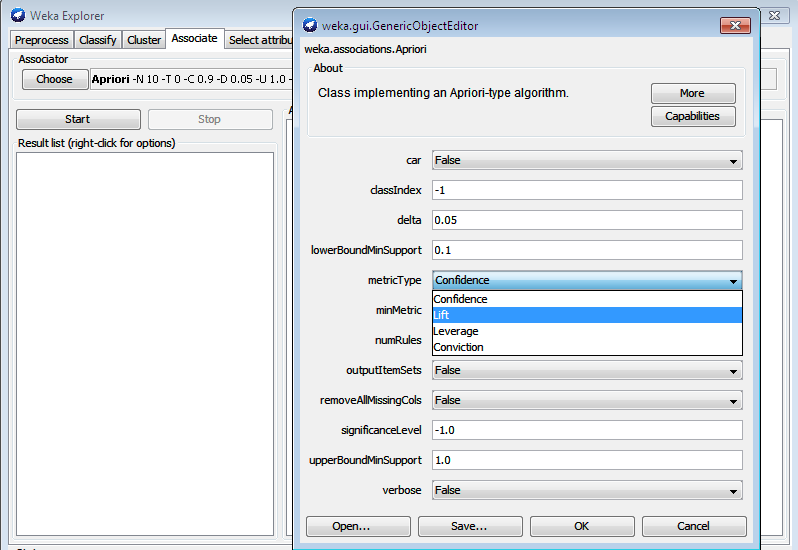 Weka Explorer
Preprocess Classify Cluster Associate Select attribu
Associator
Choose Apriori -N 10 -T 0 -C 0.9 -D 0.05 -U 1.0 -
Start Stop
Result list (right-click for options)
weka.gui.GenericObjectEditor
weka.associations.Apriori
About
Class implementing an Apriori-type algorithm.
More
Capabilities
car False
classIndex -1
delta 0.05
lowerBoundMinSupport 0.1
metricType Confidence
Confidence
minMetric Lift
Leverage
numRules Conviction
outputItemSets False
removeAllMissingCols False
significanceLevel -1.0
upperBoundMinSupport 1.0
verbose False
Open... Save... OK Cancel